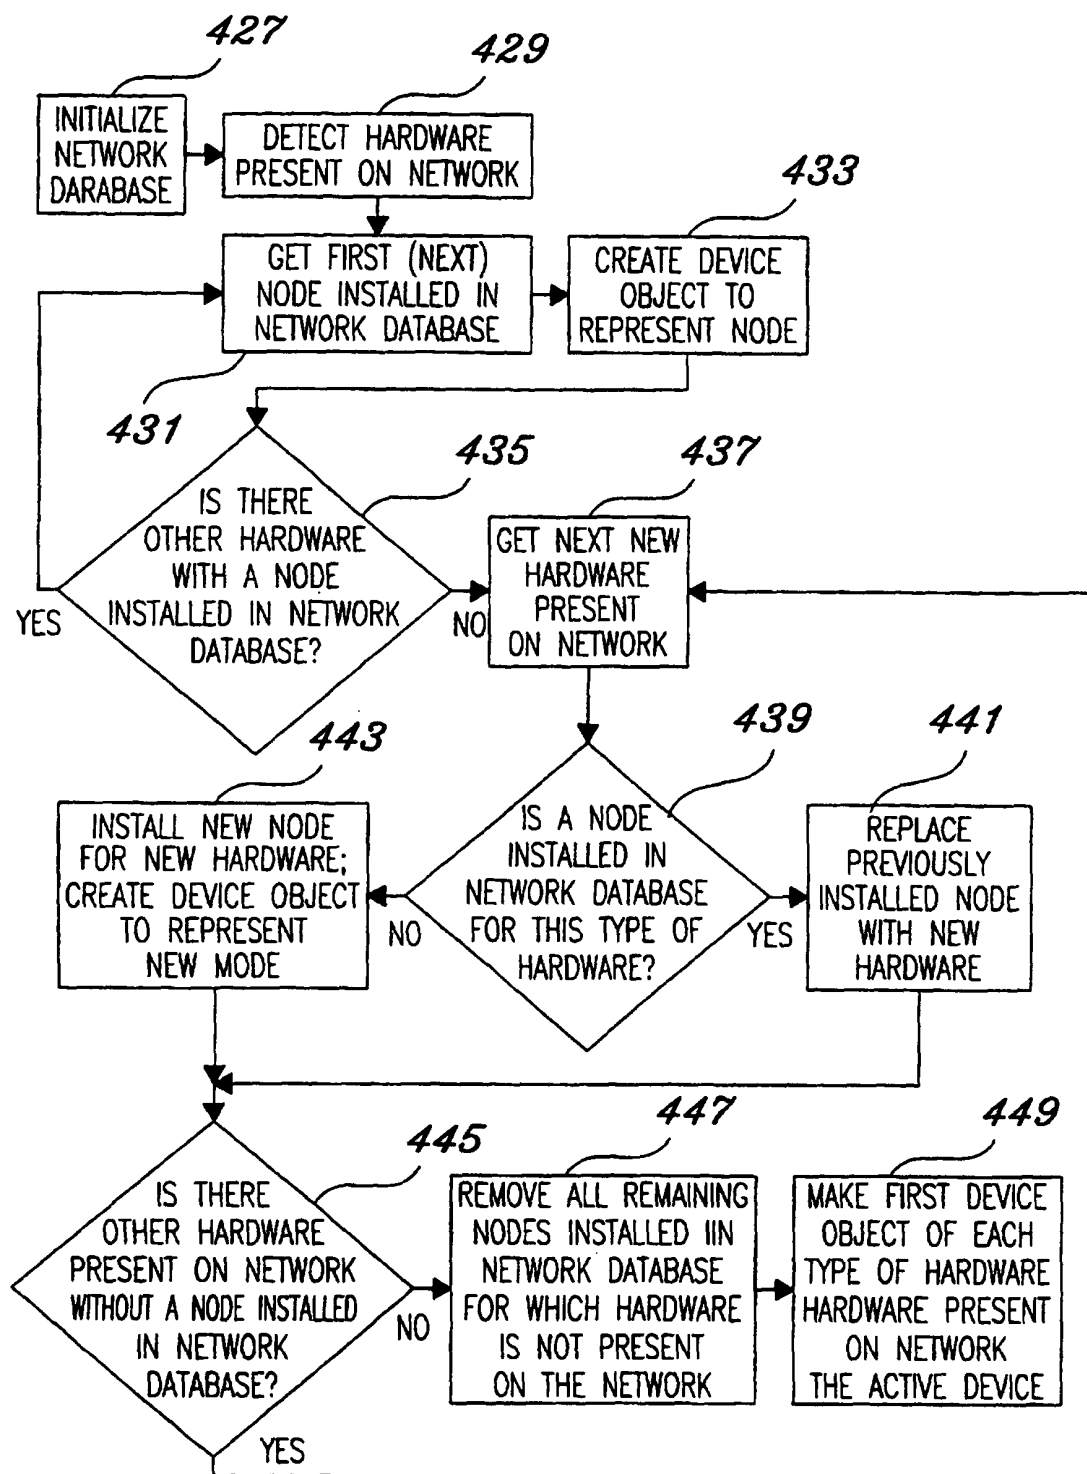 427
INITIALIZE
NETWORK
DARABASE
429
DETECT HARDWARE
PRESENT ON NETWORK
431
GET FIRST (NEXT)
NODE INSTALLED IN
NETWORK DATABASE
433
CREATE DEVICE
OBJECT TO
REPRESENT NODE
435
IS THERE
OTHER HARDWARE
WITH A NODE
INSTALLED IN NETWORK
DATABASE?
YES
NO
437
GET NEXT NEW
HARDWARE
PRESENT
ON NETWORK
439
IS A NODE
INSTALLED IN
NETWORK DATABASE
FOR THIS TYPE OF
HARDWARE?
NO
YES
441
REPLACE
PREVIOUSLY
INSTALLED NODE
WITH NEW
HARDWARE
443
INSTALL NEW NODE
FOR NEW HARDWARE;
CREATE DEVICE OBJECT
TO REPRESENT
NEW MODE
445
IS THERE
OTHER HARDWARE
PRESENT ON NETWORK
WITHOUT A NODE INSTALLED
IN NETWORK
DATABASE?
NO
YES
447
REMOVE ALL REMAINING
NODES INSTALLED IIN
NETWORK DATABASE
FOR WHICH HARDWARE
IS NOT PRESENT
ON THE NETWORK
449
MAKE FIRST DEVICE
OBJECT OF EACH
TYPE OF HARDWARE
HARDWARE PRESENT
ON NETWORK
THE ACTIVE DEVICE